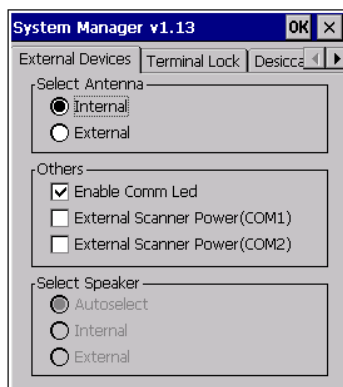 System Manager v1.13 OK ×
External Devices Terminal Lock Desicca
Select Antenna
Internal
External
Others
Enable Comm Led
External Scanner Power(COM1)
External Scanner Power(COM2)
Select Speaker
Autoselect
Internal
External